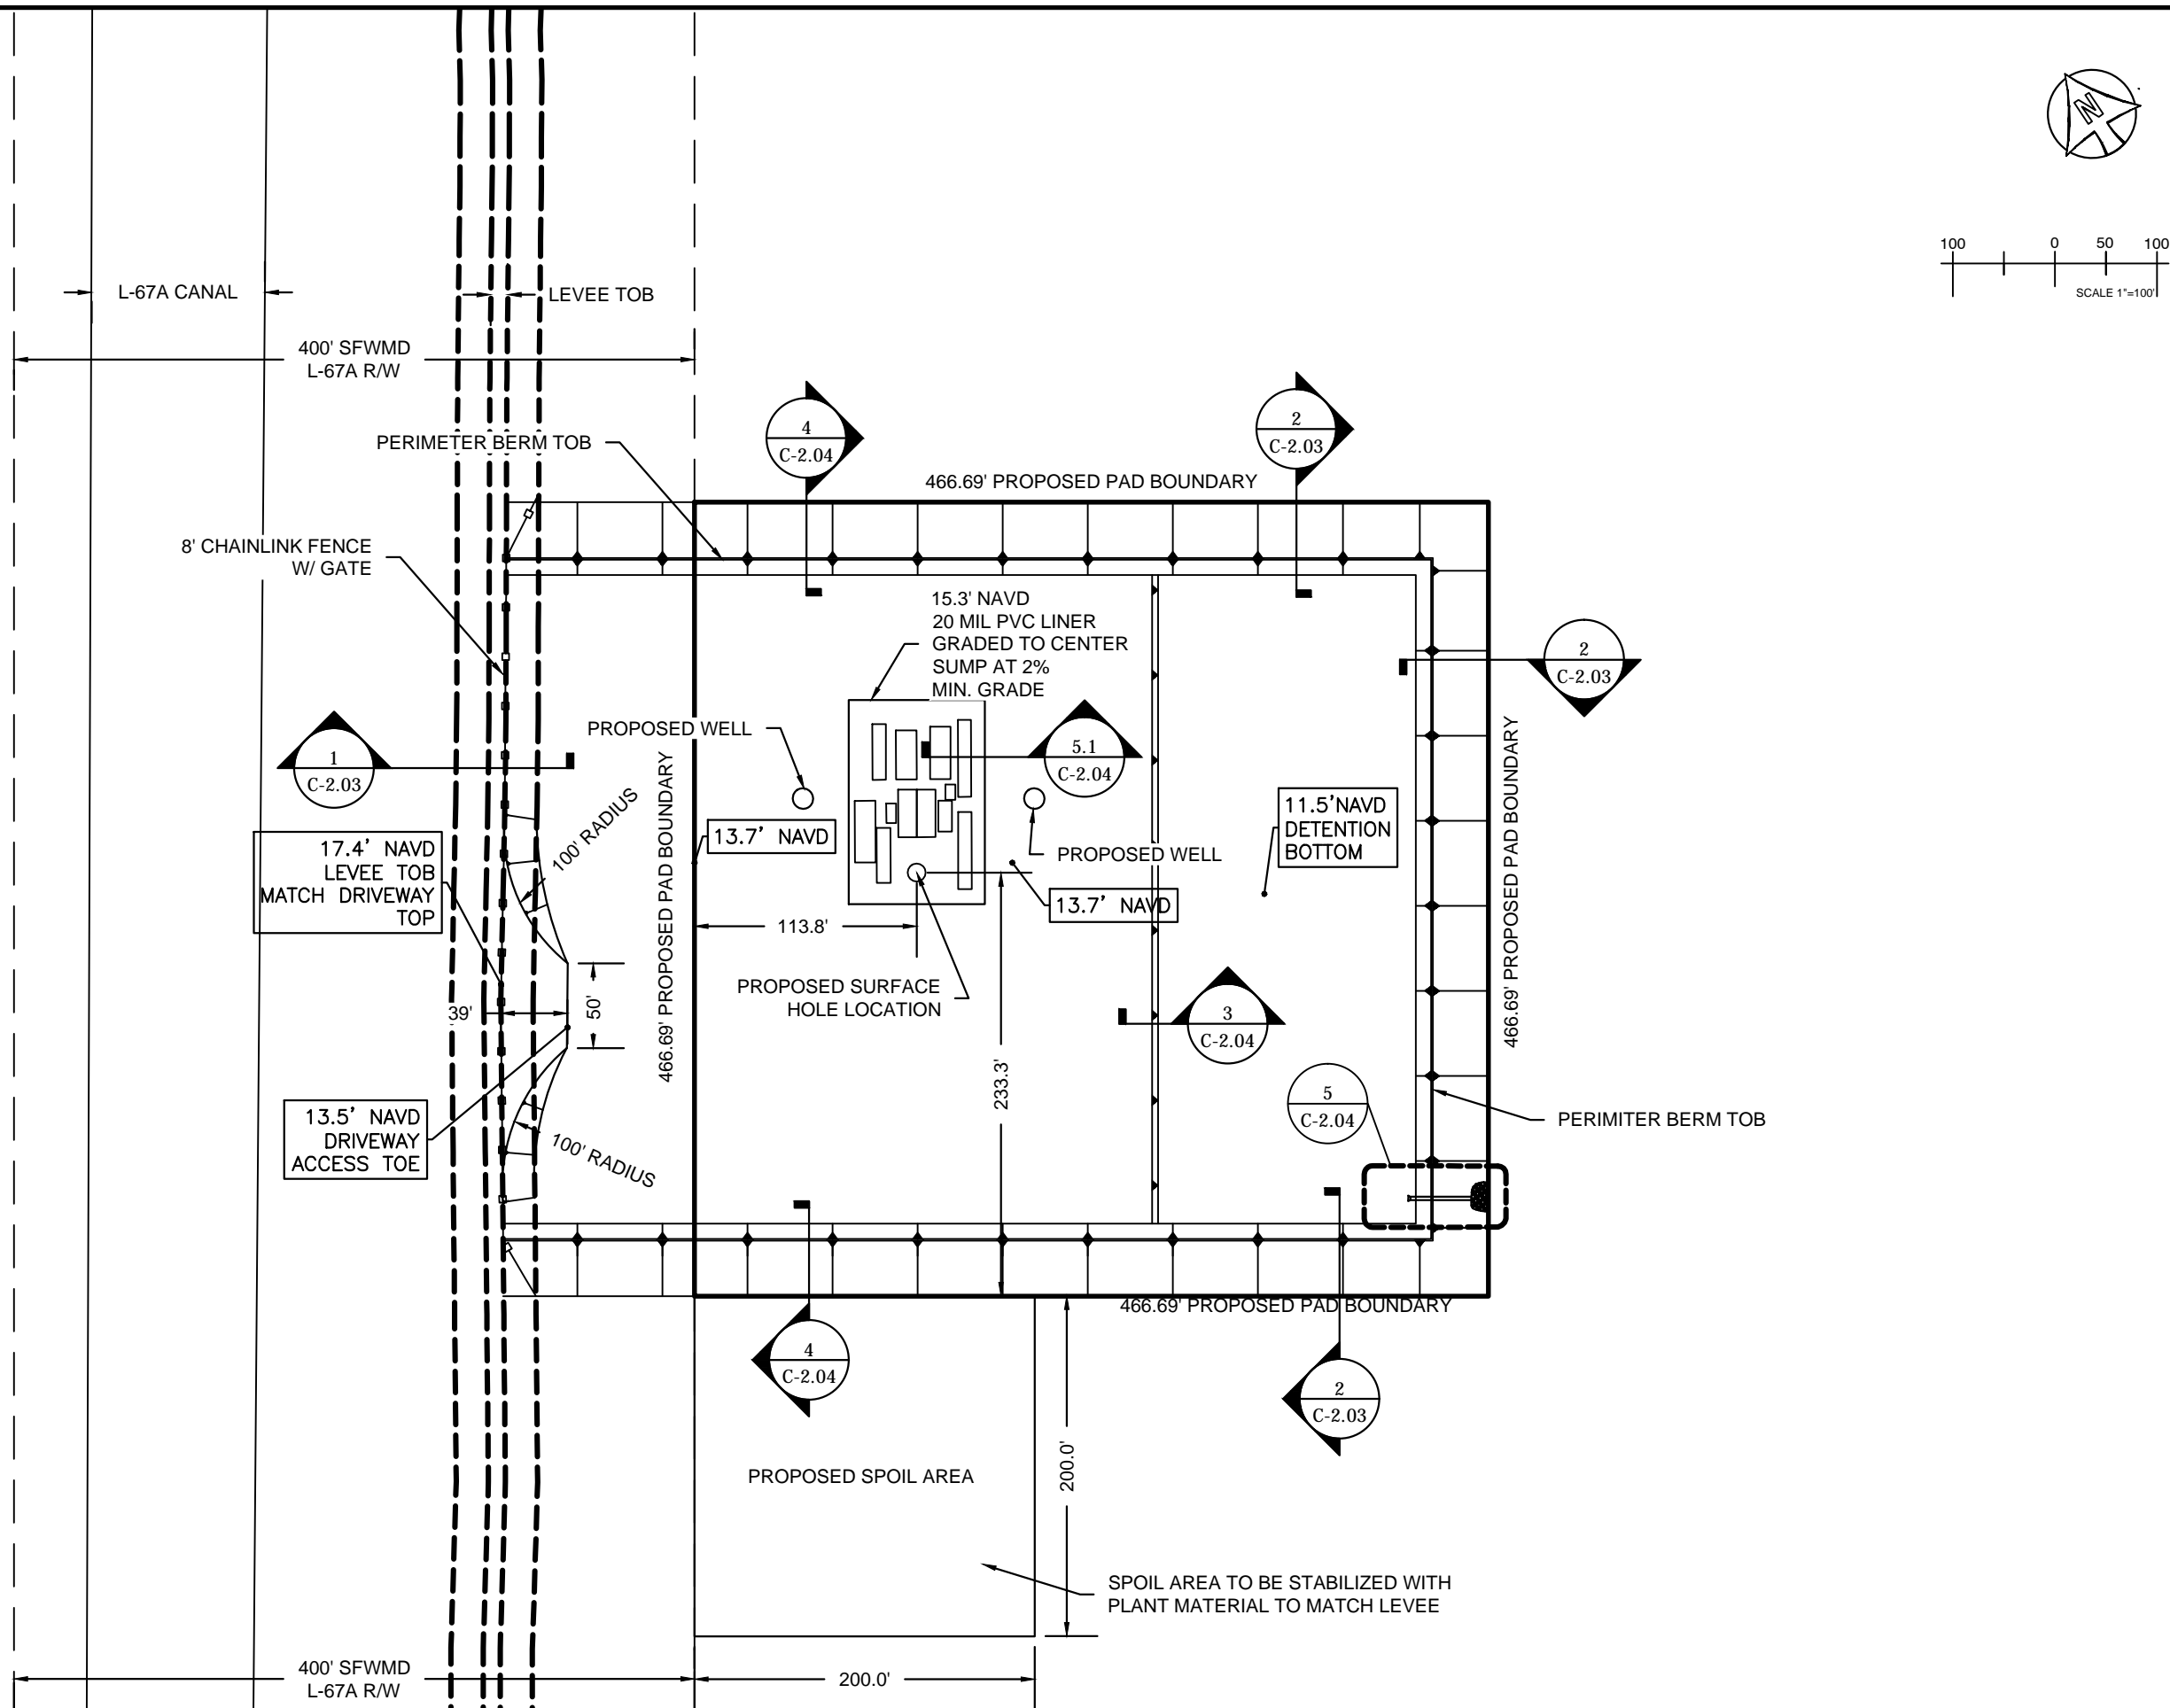 N
100 0 50 100
SCALE 1"=100'
L-67A CANAL
LEVEE TOB
400' SFWMD
L-67A R/W
4
C-2.04
2
C-2.03
PERIMETER BERM TOB
466.69' PROPOSED PAD BOUNDARY
8' CHAINLINK FENCE
W/ GATE
15.3' NAVD
20 MIL PVC LINER
GRADED TO CENTER
SUMP AT 2%
MIN. GRADE
2
C-2.03
PROPOSED WELL
1
C-2.03
5.1
C-2.04
466.69' PROPOSED PAD BOUNDARY
466.69' PROPOSED PAD BOUNDARY
100' RADIUS
13.7' NAVD
11.5'NAVD
DETENTION
BOTTOM
17.4' NAVD
LEVEE TOB
MATCH DRIVEWAY
TOP
PROPOSED WELL
13.7' NAVD
113.8'
PROPOSED SURFACE
HOLE LOCATION
39'
50'
3
C-2.04
233.3'
5
C-2.04
13.5' NAVD
DRIVEWAY
ACCESS TOE
100' RADIUS
PERIMITER BERM TOB
466.69' PROPOSED PAD BOUNDARY
4
C-2.04
2
C-2.03
PROPOSED SPOIL AREA
200.0'
SPOIL AREA TO BE STABILIZED WITH
PLANT MATERIAL TO MATCH LEVEE
400' SFWMD
L-67A R/W
200.0'